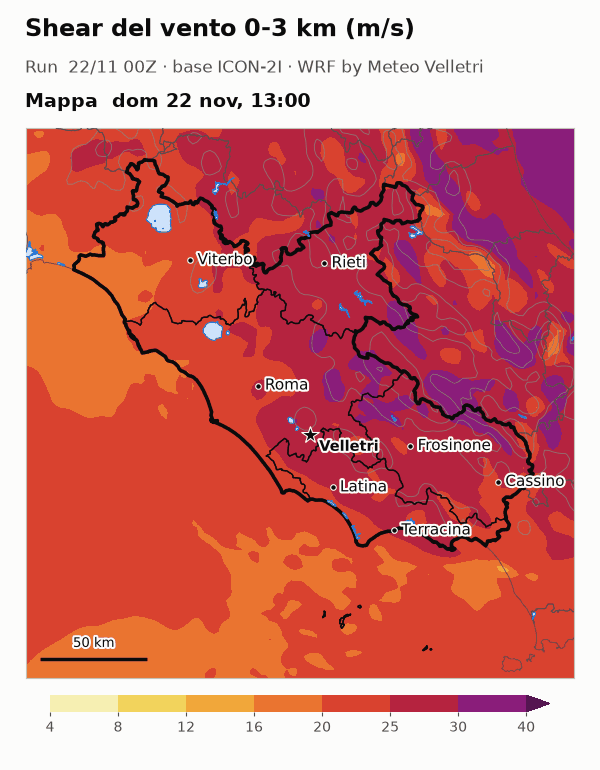 Shear del vento 0-3 km (m/s)
Run  22/11 00Z · base ICON-2I · WRF by Meteo Velletri
Mappa  dom 22 nov, 13:00
Viterbo
Rieti
Roma
Velletri
Frosinone
Cassino
Latina
Terracina
50 km
4 8 12 16 20 25 30 40